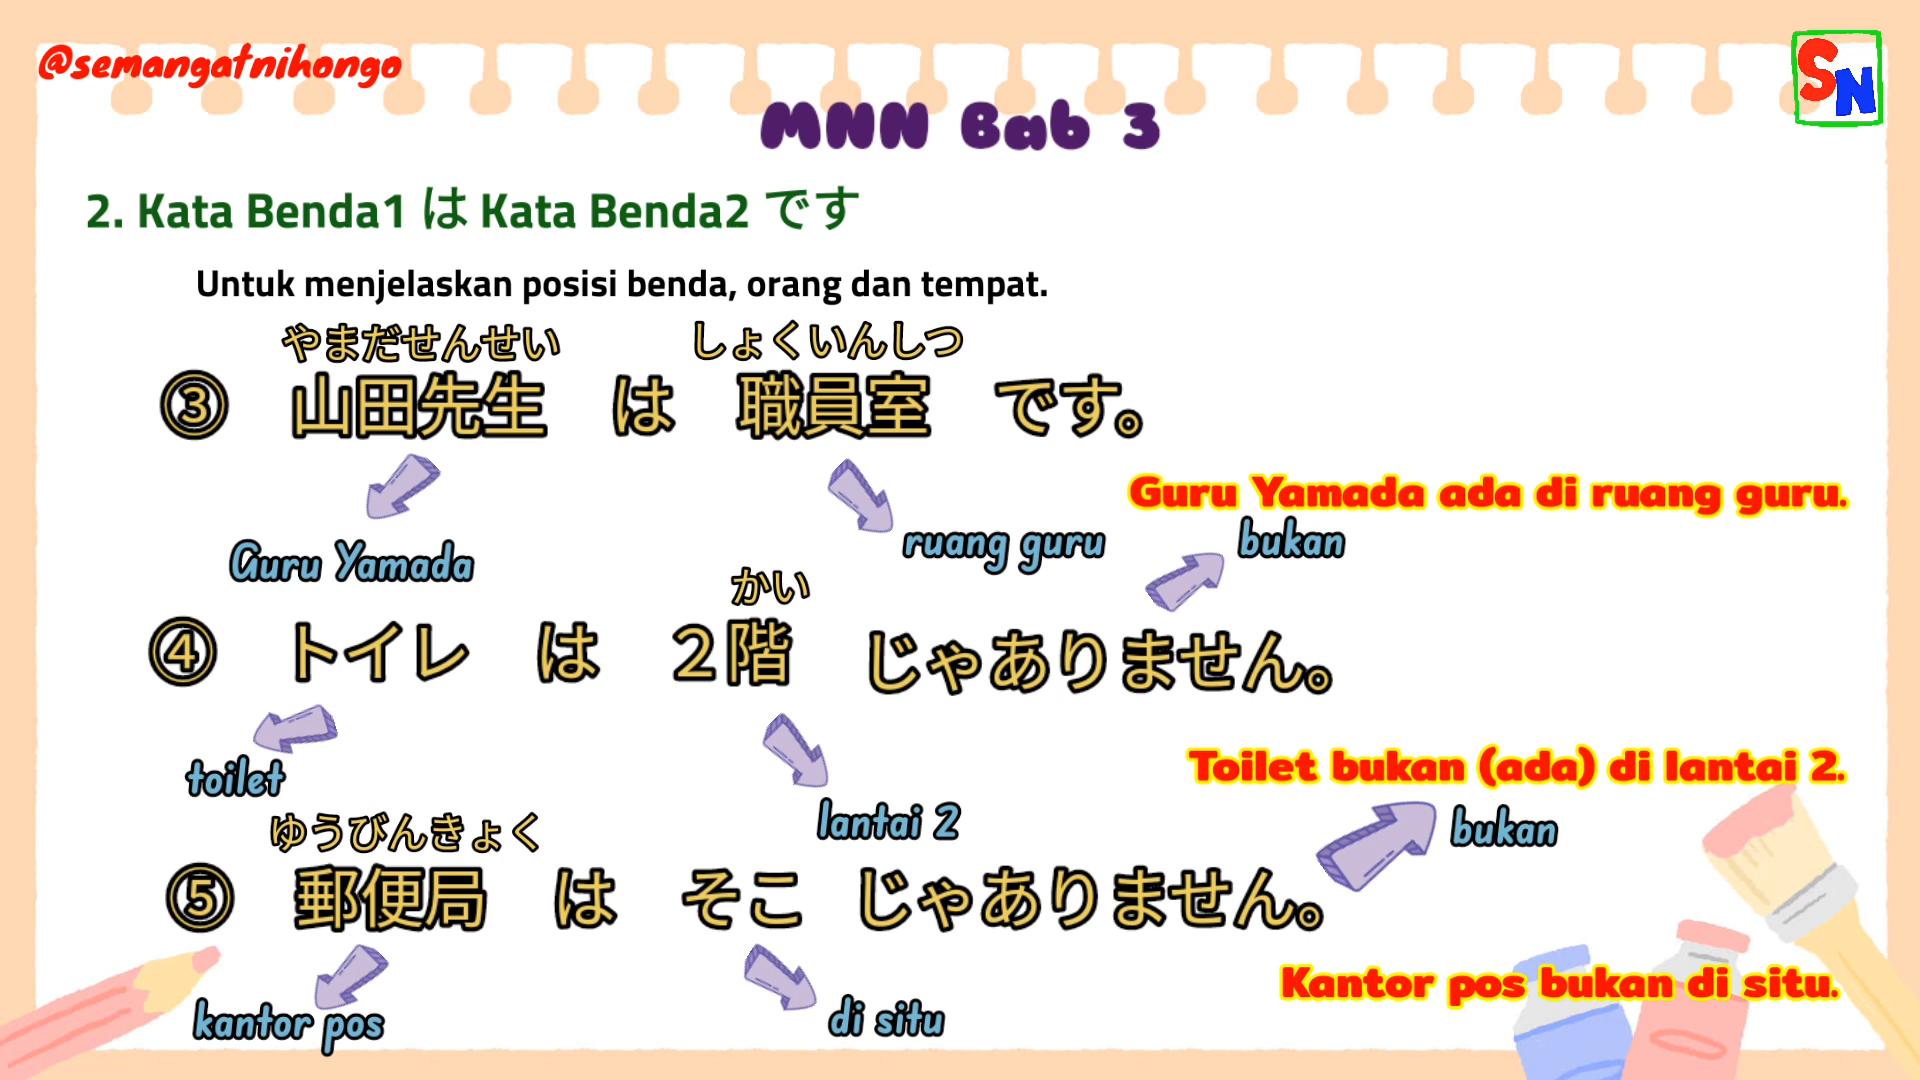 @semangatnihongo
SN
MNN Bab 3
2. Kata Benda1 は Kata Benda2 です
Untuk menjelaskan posisi benda, orang dan tempat.
やまだせんせい しょくいんしつ
③ 山田先生 は 職員室 です。
Guru Yamada ada di ruang guru.
Guru Yamada
ruang guru
bukan
かい
④ トイレ は 2階 じゃありません。
Toilet bukan (ada) di lantai 2.
toilet
lantai 2
bukan
ゆうびんきょく
⑤ 郵便局 は そこ じゃありません。
Kantor pos bukan di situ.
kantor pos
di situ